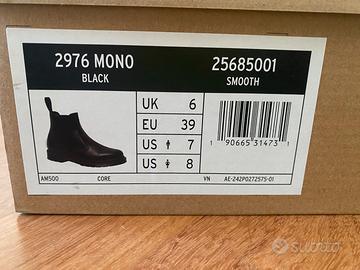 2976 MONO
BLACK
25685001
SMOOTH
UK 6
EU 39
US 7
US 8
1 90665 31473 1
AM500 CORE VN AE-242P0272575-01
Subito